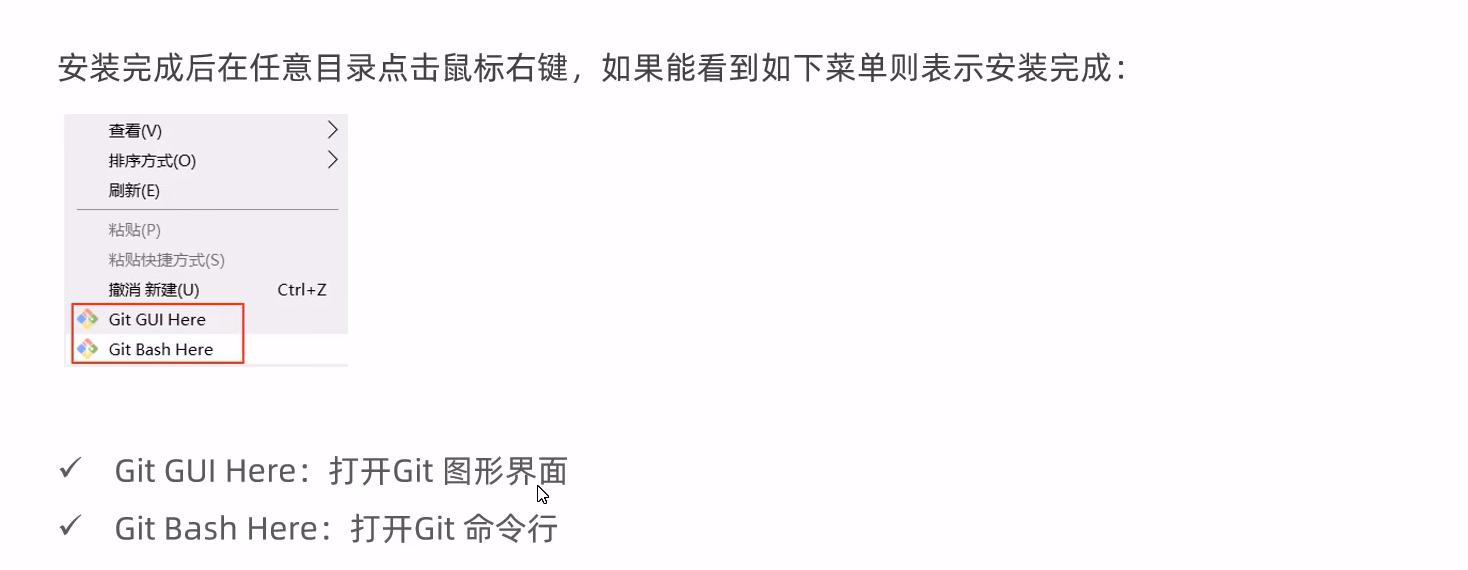 安装完成后在任意目录点击鼠标右键，如果能看到如下菜单则表示安装完成：
查看(V)
排序方式(O)
刷新(E)
粘贴(P)
粘贴快捷方式(S)
撤消 新建(U) Ctrl+Z
Git GUI Here
Git Bash Here
✓ Git GUI Here：打开Git 图形界面
✓ Git Bash Here：打开Git 命令行